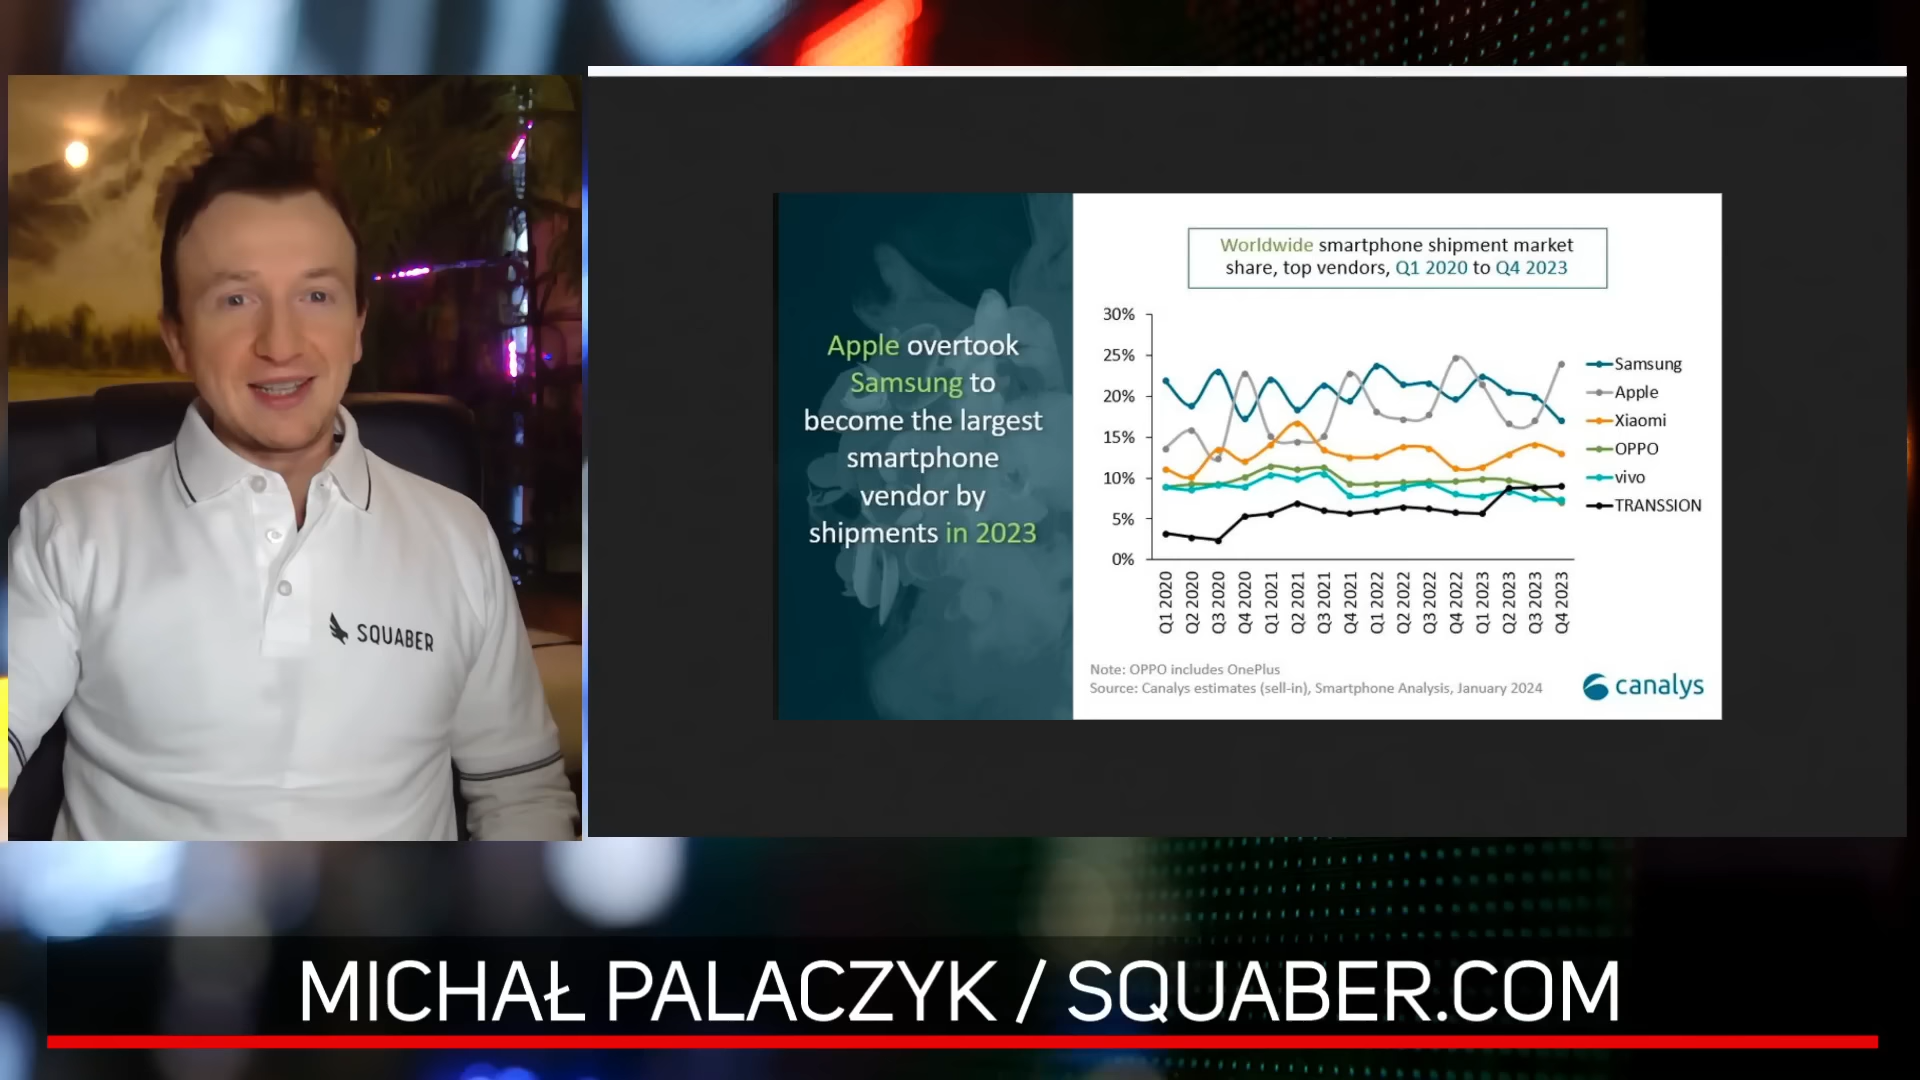 SQUABER
Apple overtook
Samsung to
become the largest
smartphone
vendor by
shipments in 2023
Worldwide smartphone shipment market
share, top vendors, Q1 2020 to Q4 2023
30%
25%
20%
15%
10%
5%
0%
Q1 2020
Q2 2020
Q3 2020
Q4 2020
Q1 2021
Q2 2021
Q3 2021
Q4 2021
Q1 2022
Q2 2022
Q3 2022
Q4 2022
Q1 2023
Q2 2023
Q3 2023
Q4 2023
Samsung
Apple
Xiaomi
OPPO
vivo
TRANSSION
Note: OPPO includes OnePlus
Source: Canalys estimates (sell-in), Smartphone Analysis, January 2024
canalys
MICHAŁ PALACZYK / SQUABER.COM